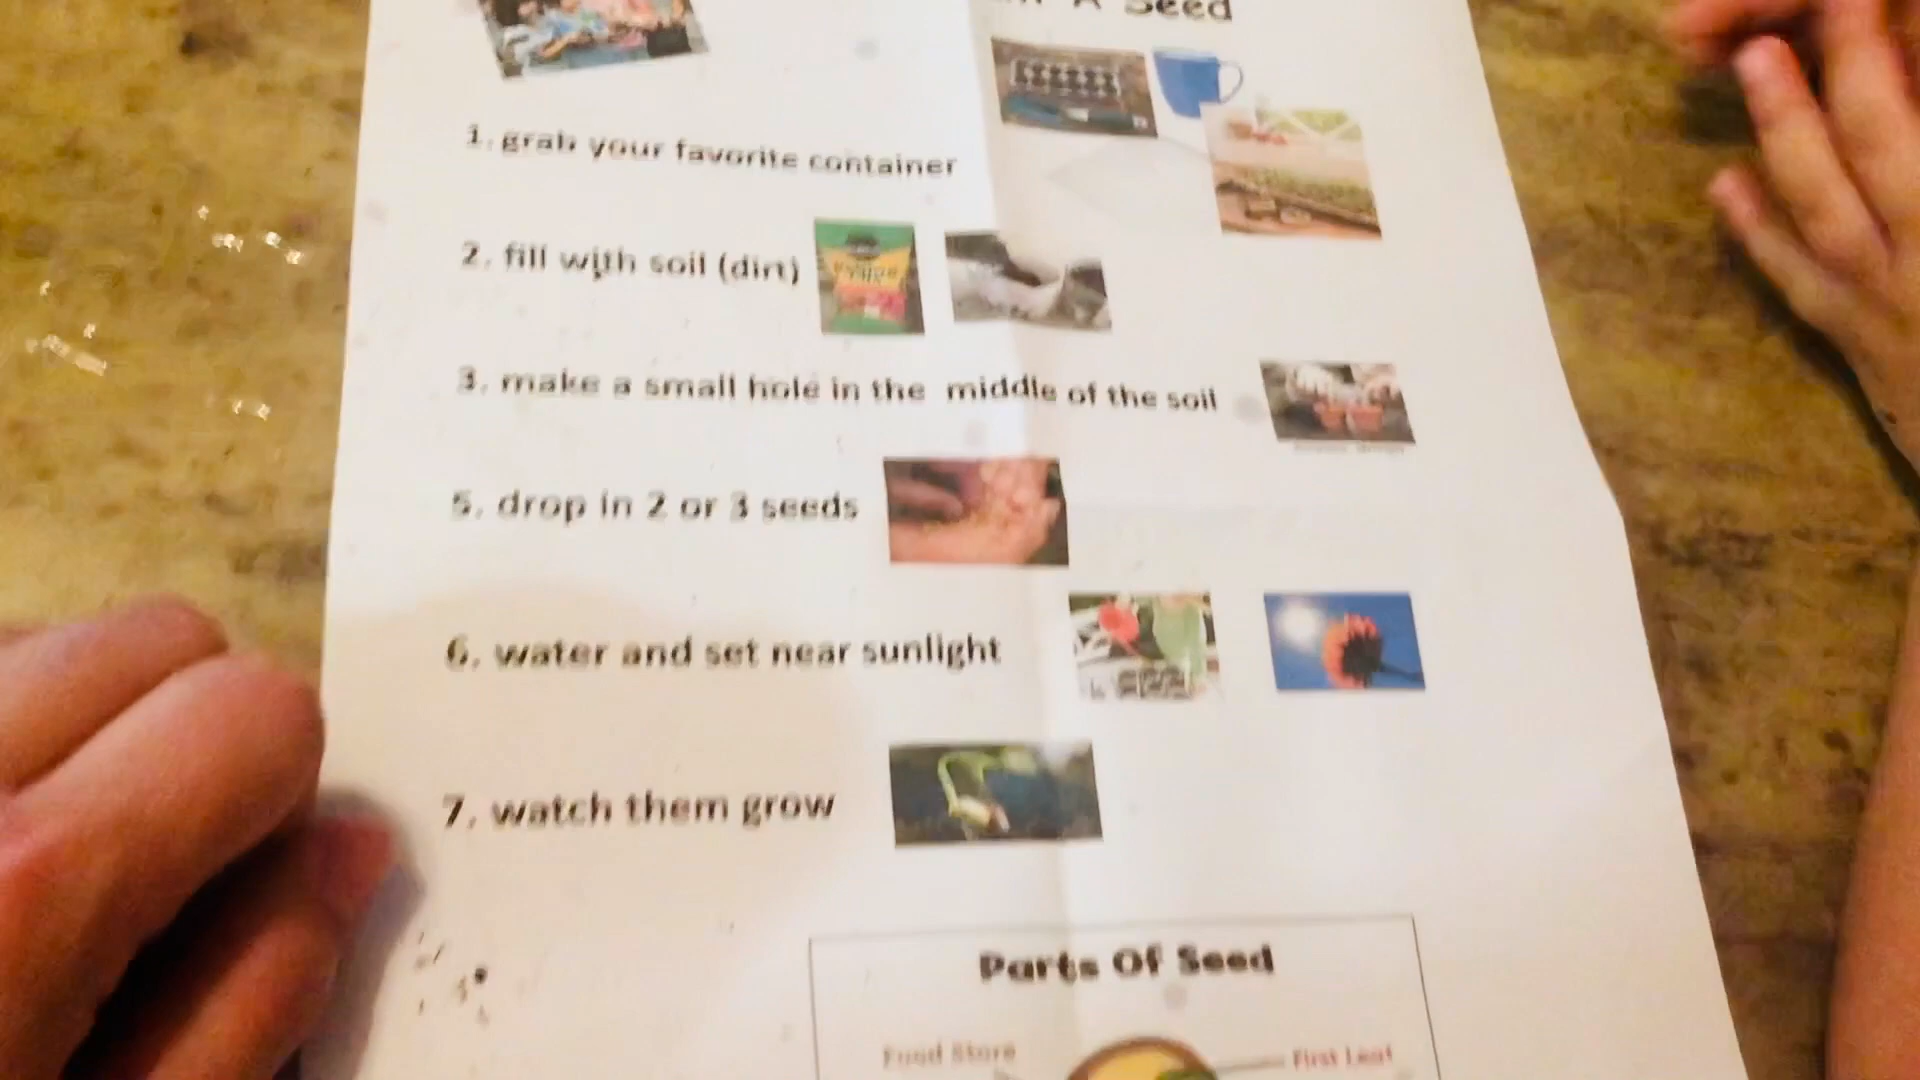 A Seed
1. grab your favorite container
2. fill with soil (dirt)
3. make a small hole in the middle of the soil
5. drop in 2 or 3 seeds
6. water and set near sunlight
7. watch them grow
Parts Of Seed
Food Store
First Leaf